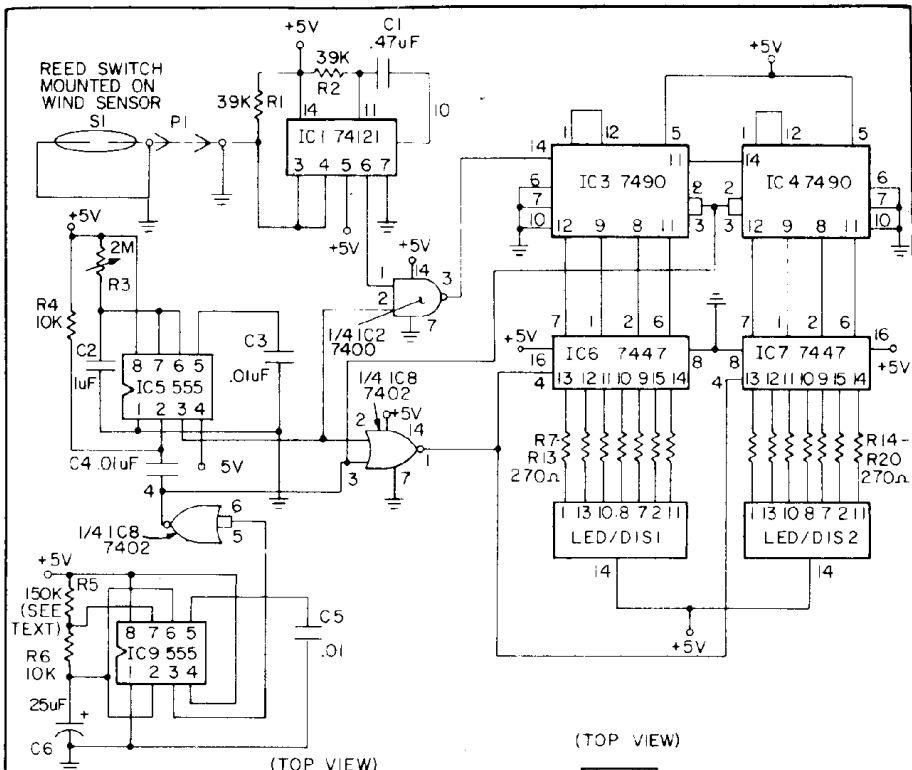 +5V
C1
.47uF
39K
R2
39K
R1
REED SWITCH
MOUNTED ON
WIND SENSOR
S1
P1
14
11
10
IC1 74121
3 4 5 6 7
+5V
+5V
1 12 5
1 12 5
14
11
14
IC3 7490
IC4 7490
6
7
10
2
3
2
3
6
7
10
12 9 8 11
12 9 8 11
+5V
2M
R3
R4
10K
C2
1uF
8 7 6 5
IC5 555
1 2 3 4
C3
.01uF
5V
C4 .01uF
+5V
14
1
2
3
7
1/4 IC2
7400
1/4 IC8
7402
+5V
2
14
3
1
7
4
6
5
1/4 IC8
7402
7 1 2 6
7 1 2 6
+5V
16
4
IC6 7447
8
8
4
IC7 7447
16
+5V
13 12 11 10 9 15 14
13 12 11 10 9 15 14
R7-
R13
270Ω
R14-
R20
270Ω
1 13 10 8 7 2 11
1 13 10 8 7 2 11
LED/DIS1
LED/DIS2
14
14
+5V
+5V
R5
150K
(SEE
TEXT)
R6
10K
25uF
+
C6
8 7 6 5
IC9 555
1 2 3 4
C5
.01
(TOP VIEW)
(TOP VIEW)